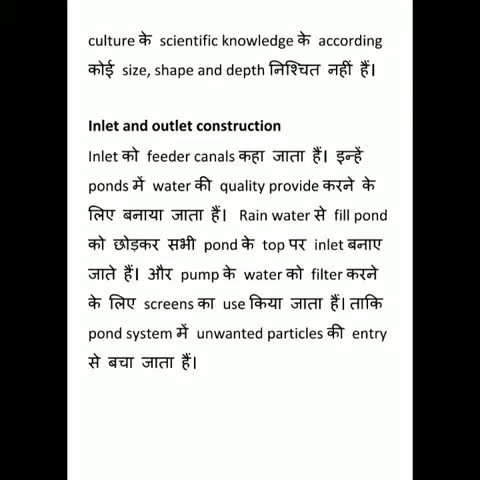 culture के scientific knowledge के according
कोई size, shape and depth निश्चित नहीं हैं।
Inlet and outlet construction
Inlet को feeder canals कहा जाता हैं। इन्हें
ponds में water की quality provide करने के
लिए बनाया जाता हैं। Rain water से fill pond
को छोड़कर सभी pond के top पर inlet बनाए
जाते हैं। और pump के water को filter करने
के लिए screens का use किया जाता हैं। ताकि
pond system में unwanted particles की entry
से बचा जाता हैं।